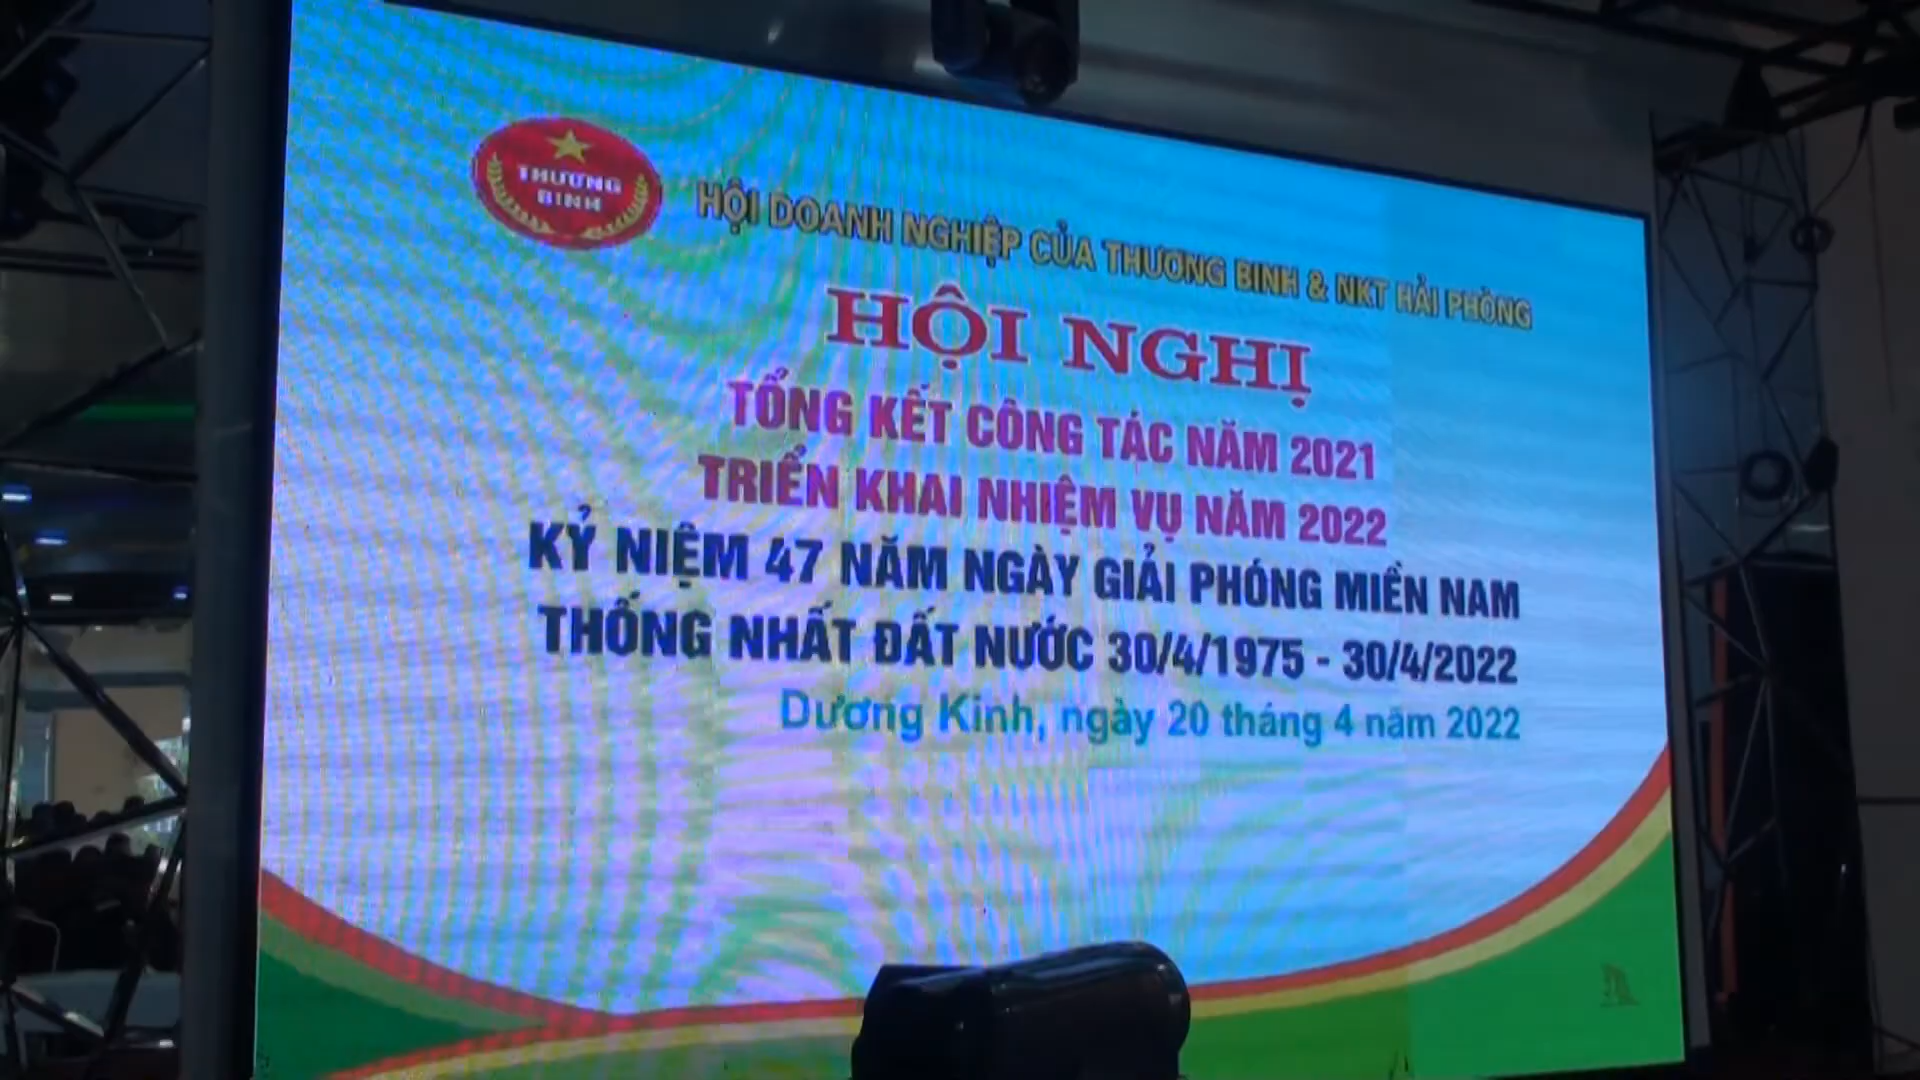 THƯƠNG
BINH
HỘI DOANH NGHIỆP CỦA THƯƠNG BINH & NKT HẢI PHÒNG
HỘI NGHỊ
TỔNG KẾT CÔNG TÁC NĂM 2021
TRIỂN KHAI NHIỆM VỤ NĂM 2022
KỶ NIỆM 47 NĂM NGÀY GIẢI PHÓNG MIỀN NAM
THỐNG NHẤT ĐẤT NƯỚC 30/4/1975 - 30/4/2022
Dương Kinh, ngày 20 tháng 4 năm 2022